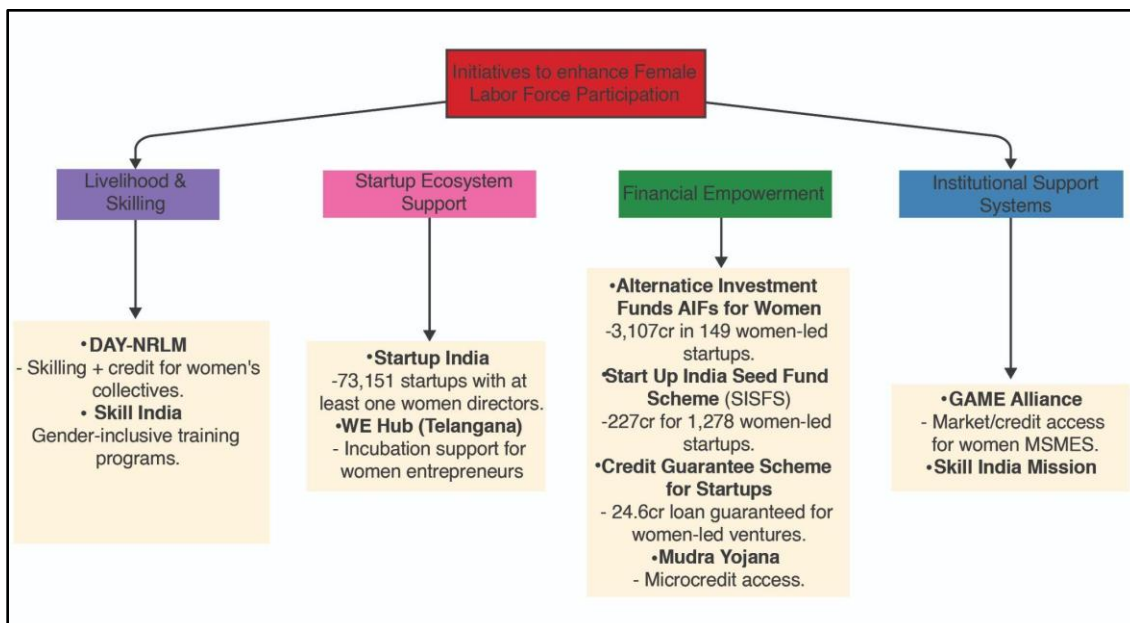 Initiatives to enhance Female
Labor Force Participation
Livelihood &
Skilling
Startup Ecosystem
Support
Financial Empowerment
Institutional Support
Systems
•DAY-NRLM
- Skilling + credit for women's
collectives.
•Skill India
Gender-inclusive training
programs.
•Startup India
-73,151 startups with at
least one women directors.
•WE Hub (Telangana)
- Incubation support for
women entrepreneurs
•Alternatice Investment
Funds AIFs for Women
-3,107cr in 149 women-led
startups.
•Start Up India Seed Fund
Scheme (SISFS)
-227cr for 1,278 women-led
startups.
•Credit Guarantee Scheme
for Startups
- 24.6cr loan guaranteed for
women-led ventures.
•Mudra Yojana
- Microcredit access.
•GAME Alliance
- Market/credit access
for women MSMES.
•Skill India Mission